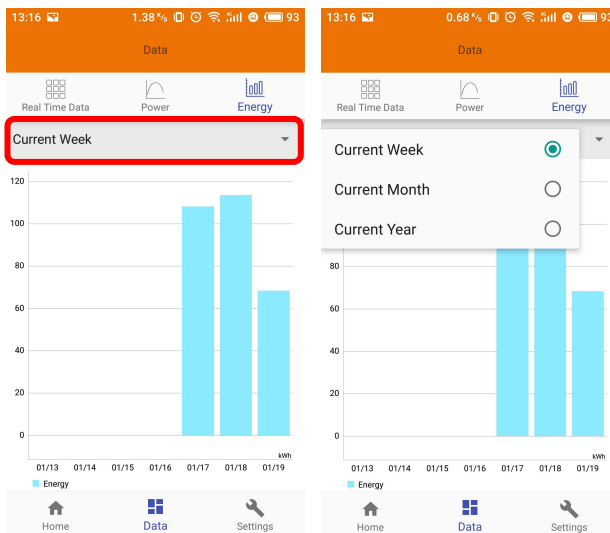 13:16 1.38 K/s 93
Data
Real Time Data Power Energy
Current Week
120
100
80
60
40
20
0
kWh
01/13 01/14 01/15 01/16 01/17 01/18 01/19
Energy
Home Data Settings
13:16 0.68 K/s 93
Data
Real Time Data Power Energy
Current Week
Current Month
Current Year
80
60
40
20
0
kWh
01/13 01/14 01/15 01/16 01/17 01/18 01/19
Energy
Home Data Settings